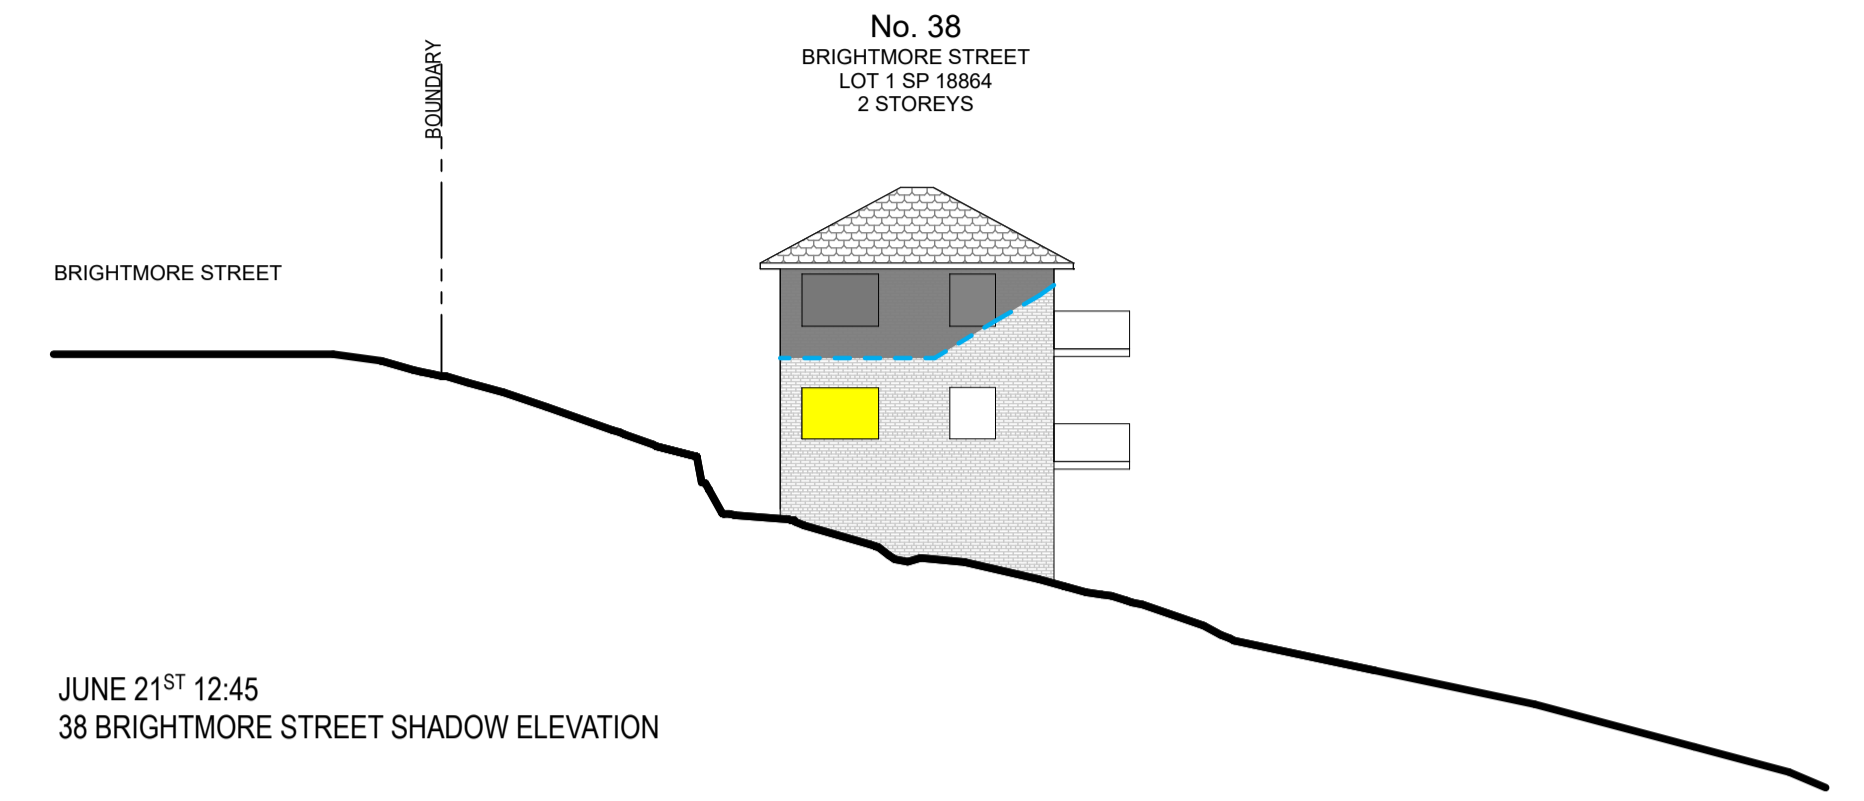 No. 38
BRIGHTMORE STREET
LOT 1 SP 18864
2 STOREYS
BOUNDARY
BRIGHTMORE STREET
JUNE 21ST 12:45
38 BRIGHTMORE STREET SHADOW ELEVATION